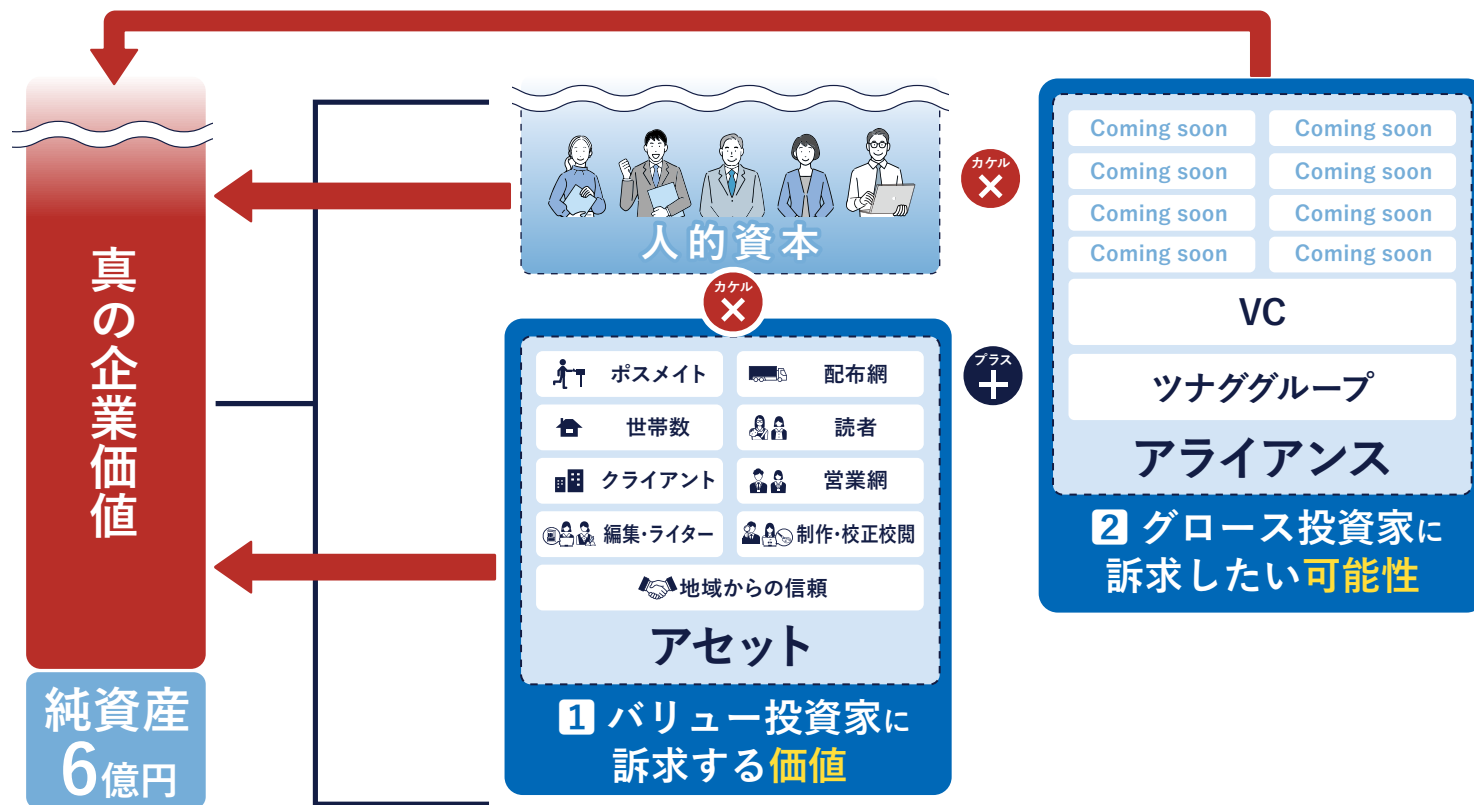 真の企業価値
純資産
6億円
人的資本
カケル
×
カケル
×
ポスメイト
配布網
世帯数
読者
クライアント
営業網
編集・ライター
制作・校正校閲
地域からの信頼
アセット
1 バリュー投資家に
訴求する価値
プラス
+
Coming soon
Coming soon
Coming soon
Coming soon
Coming soon
Coming soon
Coming soon
Coming soon
VC
ツナググループ
アライアンス
2 グロース投資家に
訴求したい可能性